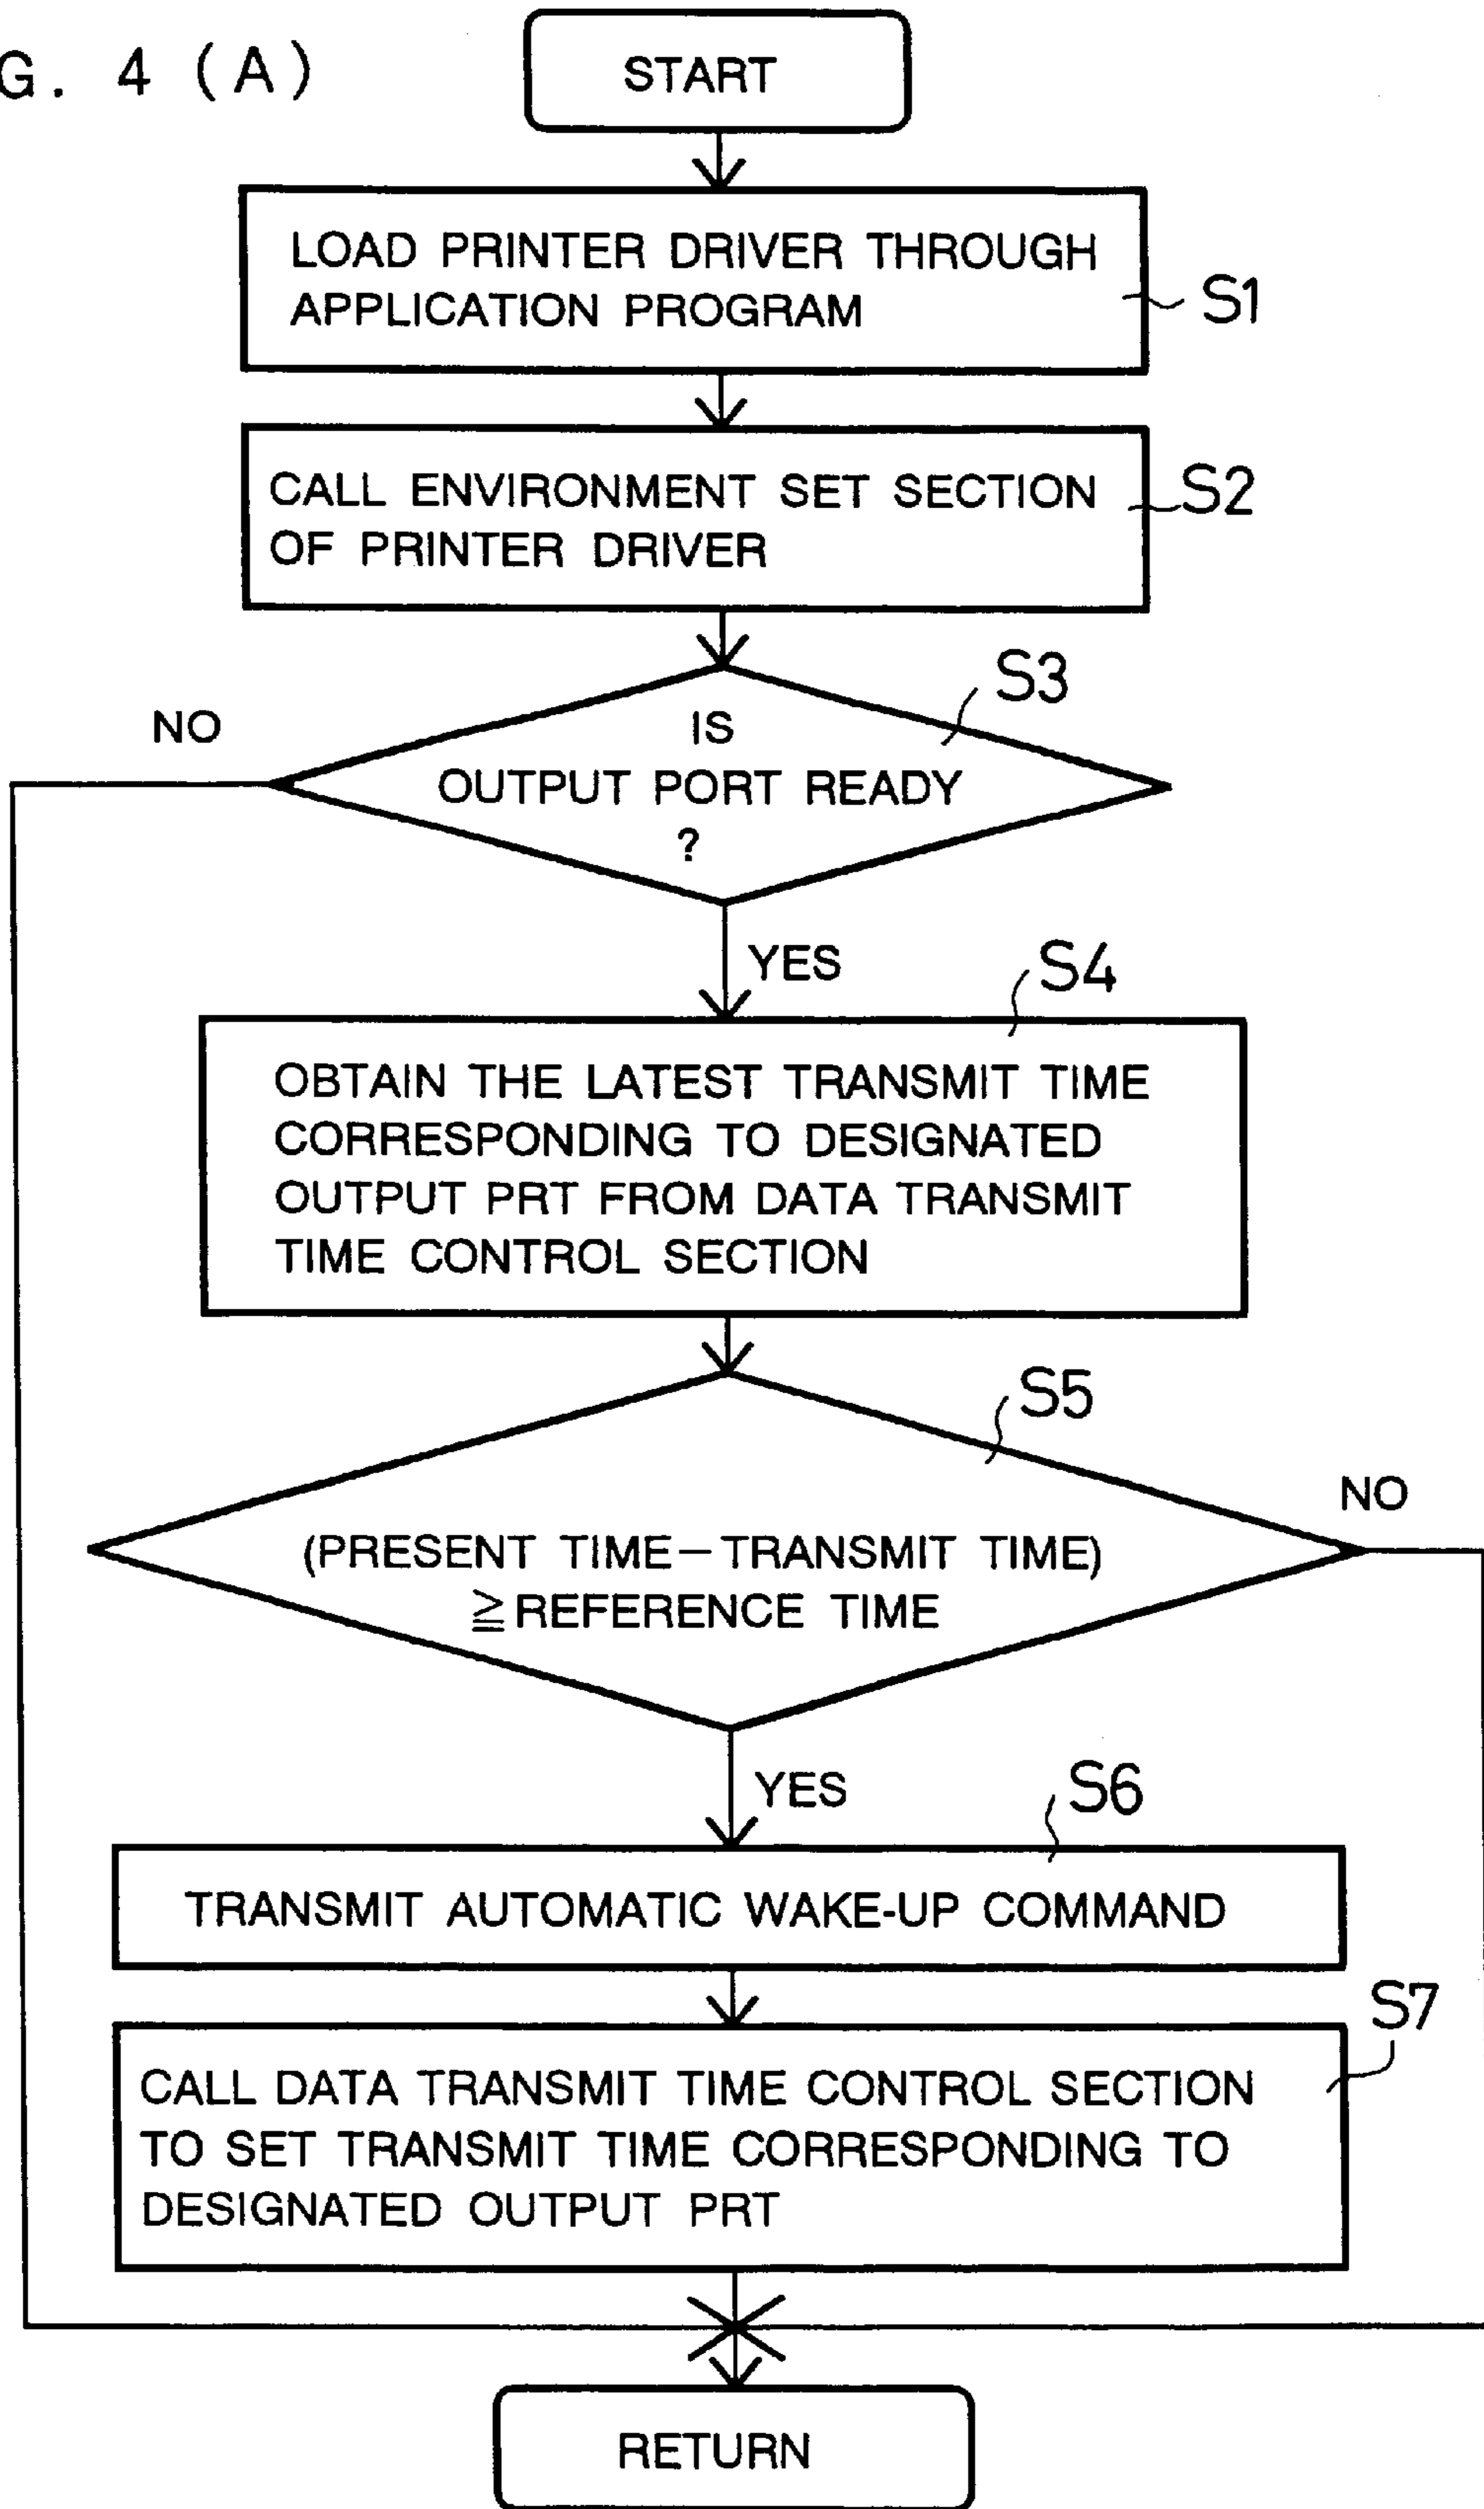 G. 4 (A)
START
LOAD PRINTER DRIVER THROUGH
APPLICATION PROGRAM
S1
CALL ENVIRONMENT SET SECTION
OF PRINTER DRIVER
S2
S3
NO
IS
OUTPUT PORT READY
?
YES
S4
OBTAIN THE LATEST TRANSMIT TIME
CORRESPONDING TO DESIGNATED
OUTPUT PRT FROM DATA TRANSMIT
TIME CONTROL SECTION
S5
NO
(PRESENT TIME—TRANSMIT TIME)
≧REFERENCE TIME
YES
S6
TRANSMIT AUTOMATIC WAKE-UP COMMAND
S7
CALL DATA TRANSMIT TIME CONTROL SECTION
TO SET TRANSMIT TIME CORRESPONDING TO
DESIGNATED OUTPUT PRT
RETURN